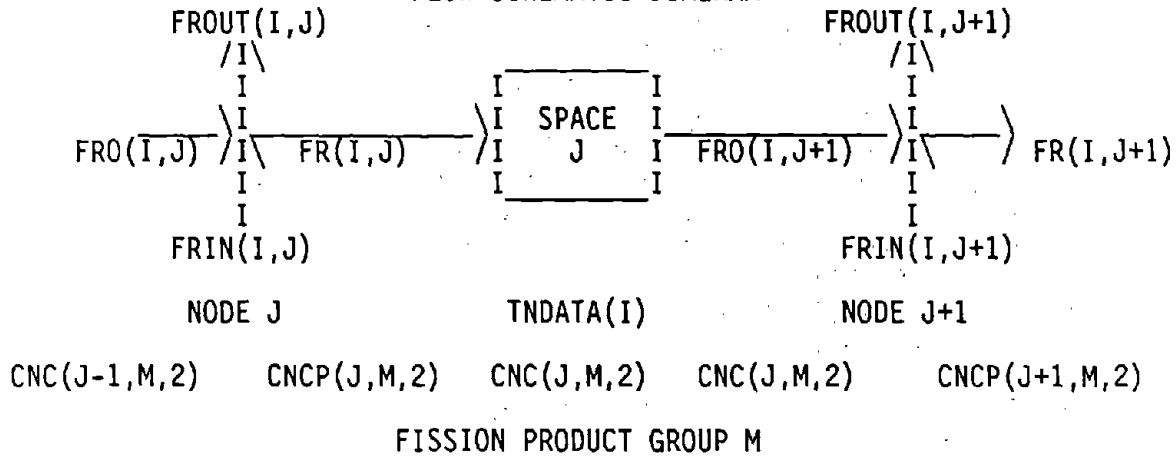 FROUT(I,J) FROUT(I,J+1)
SPACE
J
FRO(I,J) FR(I,J) FRO(I,J+1) FR(I,J+1)
FRIN(I,J) FRIN(I,J+1)
NODE J TNDATA(I) NODE J+1
CNC(J-1,M,2) CNCP(J,M,2) CNC(J,M,2) CNC(J,M,2) CNCP(J+1,M,2)
FISSION PRODUCT GROUP M